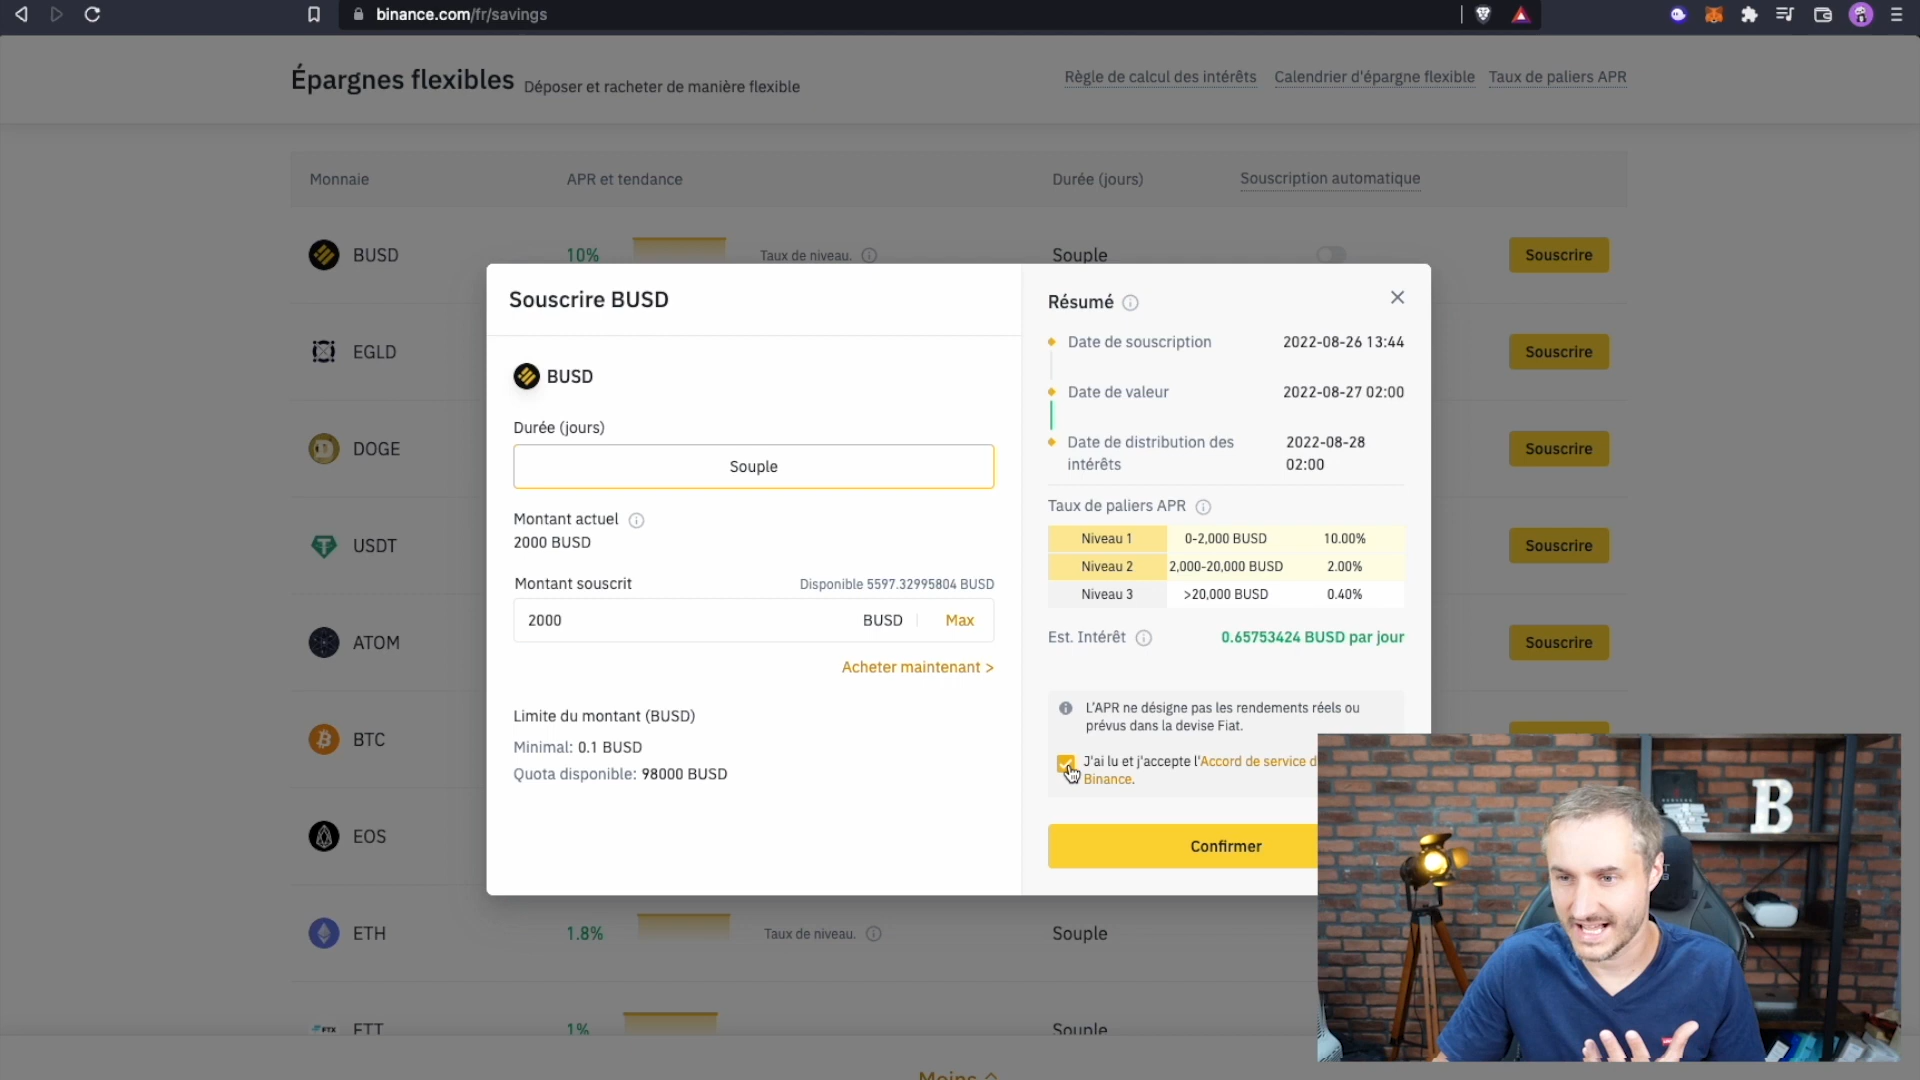 binance.com/fr/savings
Épargnes flexibles Déposer et racheter de manière flexible
Règle de calcul des intérêts Calendrier d'épargne flexible Taux de paliers APR
Monnaie APR et tendance Durée (jours) Souscription automatique
BUSD 10% Taux de niveau. Souple Souscrire
EGLD Souscrire
DOGE Souscrire
USDT Souscrire
ATOM Souscrire
BTC
EOS
ETH 1.8% Taux de niveau. Souple
FTT 1% Souple
Moins
Souscrire BUSD
BUSD
Durée (jours)
Souple
Montant actuel
2000 BUSD
Montant souscrit Disponible 5597.32995804 BUSD
2000 BUSD Max
Acheter maintenant >
Limite du montant (BUSD)
Minimal: 0.1 BUSD
Quota disponible: 98000 BUSD
Résumé
Date de souscription 2022-08-26 13:44
Date de valeur 2022-08-27 02:00
Date de distribution des 2022-08-28
intérêts 02:00
Taux de paliers APR
Niveau 1 0-2,000 BUSD 10.00%
Niveau 2 2,000-20,000 BUSD 2.00%
Niveau 3 >20,000 BUSD 0.40%
Est. Intérêt 0.65753424 BUSD par jour
L'APR ne désigne pas les rendements réels ou
prévus dans la devise Fiat.
J'ai lu et j'accepte l'Accord de service d
Binance.
Confirmer
B